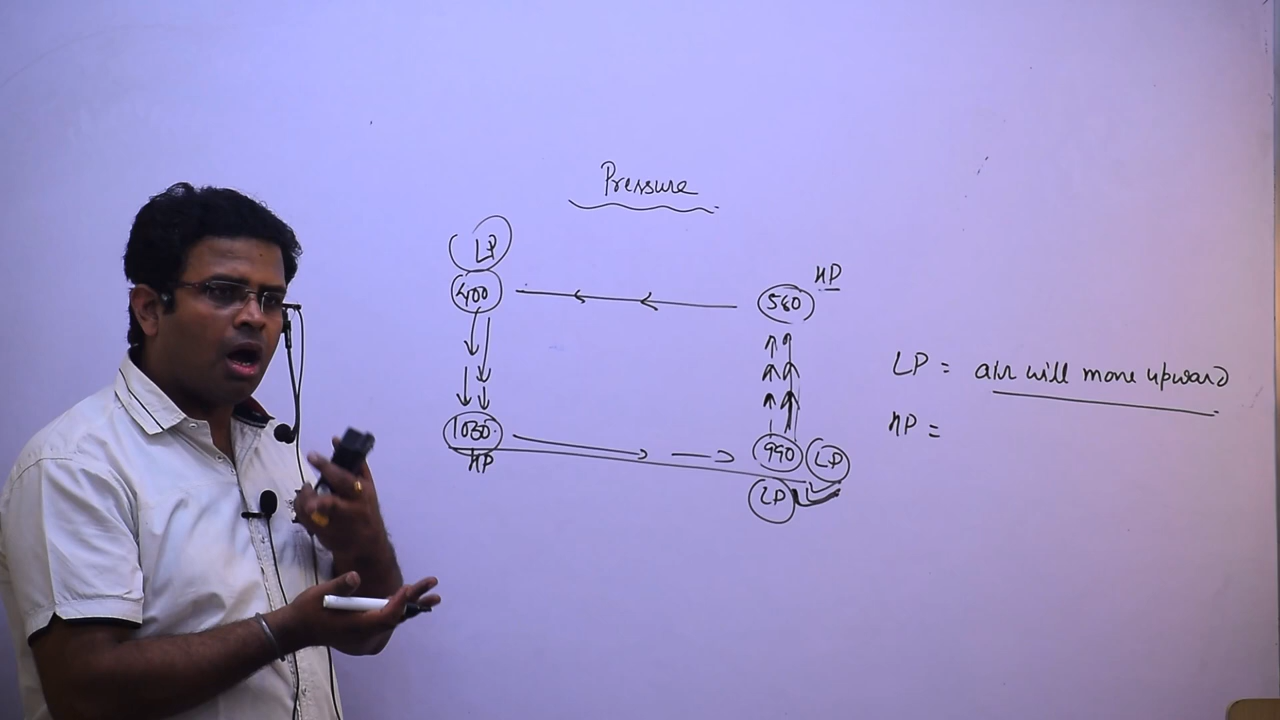 Pressure
LP
400
560
HP
1030
HP
990
LP
LP
LP = air will move upward
HP =